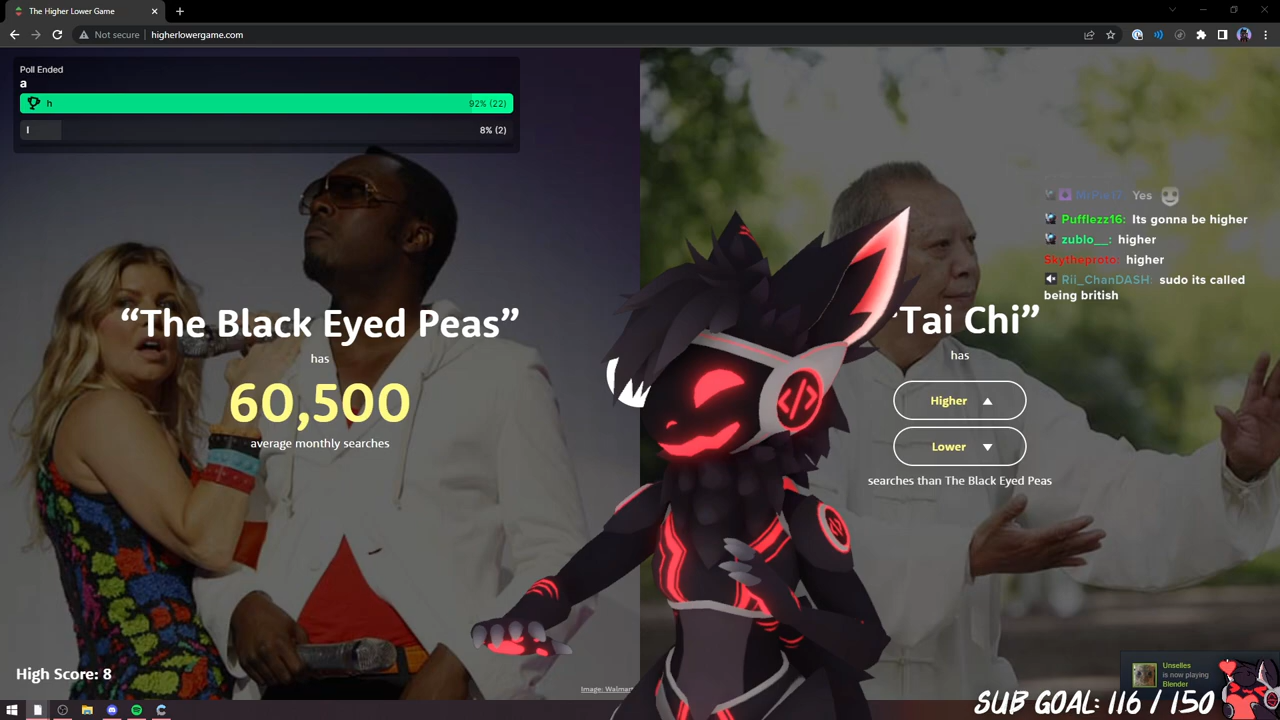 The Higher Lower Game
Not secure
higherlowergame.com
Poll Ended
a
h
92% (22)
l
8% (2)
Yes
Pufflezz16: Its gonna be higher
zublo__: higher
Skytheproto: higher
Rii_ChanDASH: sudo its called
being british
“The Black Eyed Peas”
has
60,500
average monthly searches
Tai Chi”
has
Higher
Lower
searches than The Black Eyed Peas
</>
High Score: 8
Image: Walmar
Unselles
is now playing
Blender
SUB GOAL: 116 / 150